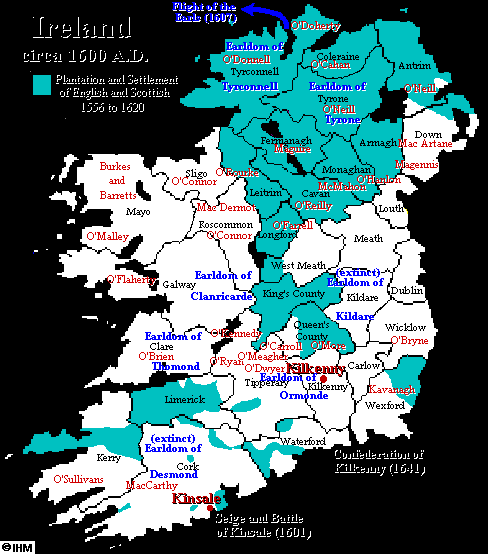 Flight of the
Earls (1607)
Ireland
circa 1600 A.D.
Plantation and Settlement
of English and Scottish
1556 to 1620
O'Doherty
Earldom of
O'Donnell
Tyrconnell
Tyrconnell
Coleraine
O'Cahan
Antrim
Earldom of
Tyrone
O'Neill
Tyrone
O'Neill
Down
Mac Artane
Magennis
Fermanagh
Maguire
Armagh
O'Hanlon
Monaghan
McMahon
Cavan
O'Reilly
Burkes
and
Barretts
Sligo
O'Connor
O'Rourke
Leitrim
Mayo
Mac Dermot
Roscommon
O'Connor
O'Farrell
Longford
Louth
O'Malley
Meath
West Meath
O'Flaherty
Galway
Earldom of
Clanricarde
King's County
(extinct)
Earldom of
Kildare
Kildare
Dublin
Queen's
County
O'More
Wicklow
O'Byrne
Earldom of
Clare
O'Brien
Thomond
O'Kennedy
O'Carroll
O'Meagher
O'Ryan
O'Dwyer
Tipperary
Kilkenny
Earldom of
Kilkenny
Ormonde
Carlow
Kavanagh
Wexford
Limerick
Waterford
Confederation of
Kilkenny (1641)
Kerry
(extinct)
Earldom of
Cork
Desmond
O'Sullivans
MacCarthy
Kinsale
Seige and Battle
of Kinsale (1601)
©IHM